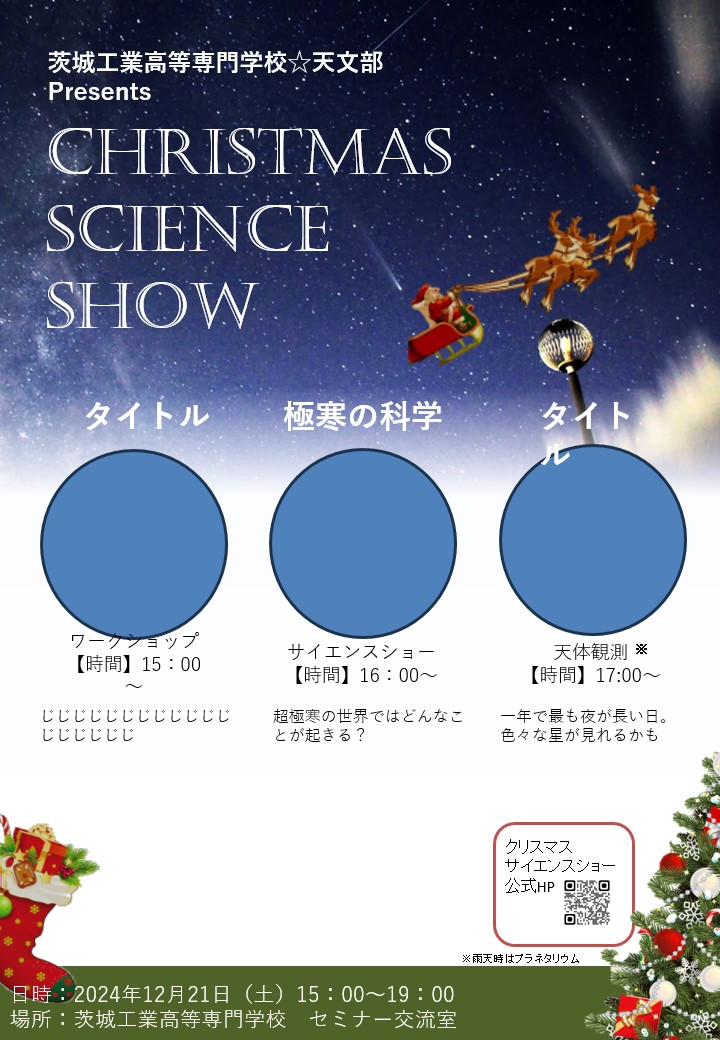 茨城工業高等専門学校☆天文部
Presents
CHRISTMAS
SCIENCE
SHOW
タイトル
極寒の科学
タイト
ル
ワークショップ
【時間】15：00
～
サイエンスショー
【時間】16：00～
天体観測 ※
【時間】17:00～
じじじじじじじじじじじじ
じじじじじじ
超極寒の世界ではどんなこ
とが起きる？
一年で最も夜が長い日。
色々な星が見れるかも
クリスマス
サイエンスショー
公式HP
※雨天時はプラネタリウム
日時：2024年12月21日（土）15：00～19：00
場所：茨城工業高等専門学校　セミナー交流室